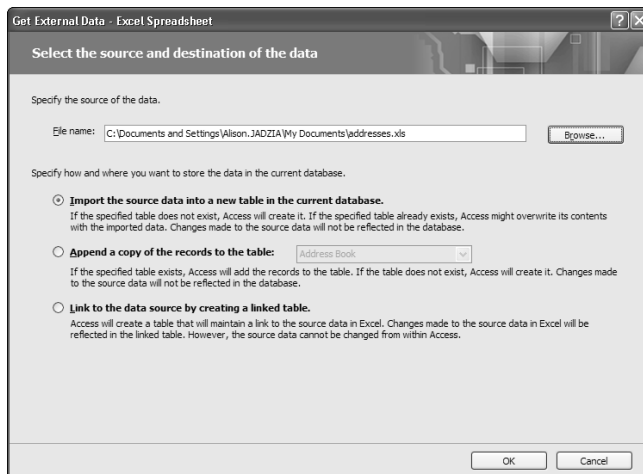 Get External Data - Excel Spreadsheet
Select the source and destination of the data
Specify the source of the data.
File name: C:\Documents and Settings\Alison.JADZIA\My Documents\addresses.xls Browse...
Specify how and where you want to store the data in the current database.
Import the source data into a new table in the current database.
If the specified table does not exist, Access will create it. If the specified table already exists, Access might overwrite its contents
with the imported data. Changes made to the source data will not be reflected in the database.
Append a copy of the records to the table: Address Book
If the specified table exists, Access will add the records to the table. If the table does not exist, Access will create it. Changes made
to the source data will not be reflected in the database.
Link to the data source by creating a linked table.
Access will create a table that will maintain a link to the source data in Excel. Changes made to the source data in Excel will be
reflected in the linked table. However, the source data cannot be changed from within Access.
OK Cancel